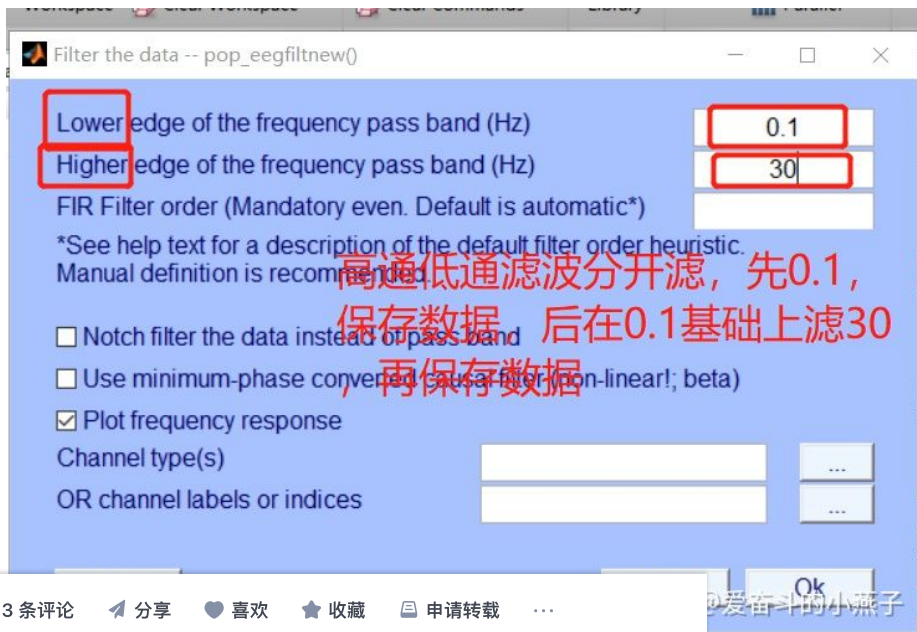 Clear Workspace
Clear Commands
Library
Parallel
Filter the data -- pop_eegfiltnew()
Lower edge of the frequency pass band (Hz)
0.1
Higher edge of the frequency pass band (Hz)
30
FIR Filter order (Mandatory even. Default is automatic*)
*See help text for a description of the default filter order heuristic.
Manual definition is recommended.
高通低通滤波分开滤，先0.1，
保存数据，后在0.1基础上滤30
，再保存数据
Notch filter the data instead of pass band
Use minimum-phase converted causal filter (non-linear!; beta)
Plot frequency response
Channel type(s)
...
OR channel labels or indices
...
Ok
3 条评论 分享 喜欢 收藏 申请转载 ...
@爱奋斗的小燕子